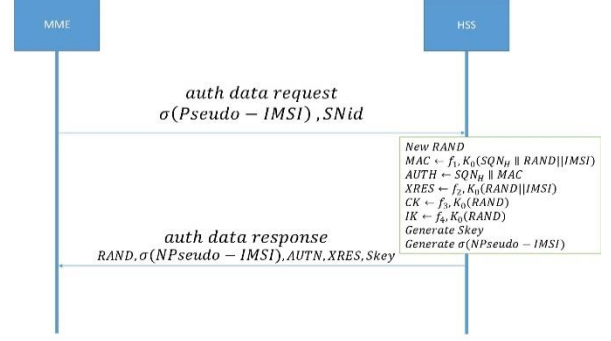 MME
HSS
auth data request
σ(Pseudo − IMSI) ,SNid
New RAND
MAC ← f₁,K₀(SQN_H ∥ RAND||IMSI)
AUTH ← SQN_H ∥ MAC
XRES ← f₂,K₀(RAND||IMSI)
CK ← f₃,K₀(RAND)
IK ← f₄,K₀(RAND)
Generate Skey
Generate σ(NPseudo − IMSI)
auth data response
RAND,σ(NPseudo − IMSI),AUTN,XRES,Skey